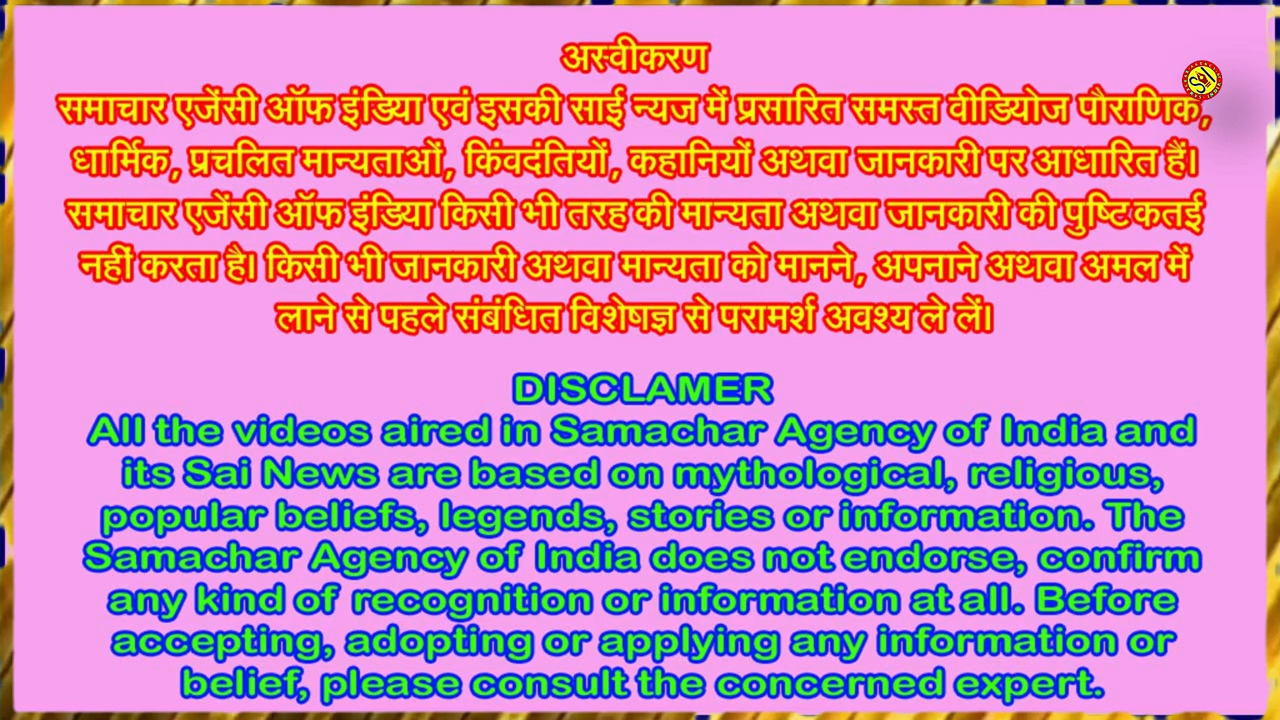 अस्वीकरण
SAI
समाचार एजेंसी ऑफ इंडिया एवं इसकी साई न्यज में प्रसारित समस्त वीडियोज पौराणिक,
धार्मिक, प्रचलित मान्यताओं, किंवदंतियों, कहानियों अथवा जानकारी पर आधारित हैं।
समाचार एजेंसी ऑफ इंडिया किसी भी तरह की मान्यता अथवा जानकारी की पुष्टि कतई
नहीं करता है। किसी भी जानकारी अथवा मान्यता को मानने, अपनाने अथवा अमल में
लाने से पहले संबंधित विशेषज्ञ से परामर्श अवश्य ले लें।
DISCLAMER
All the videos aired in Samachar Agency of India and
its Sai News are based on mythological, religious,
popular beliefs, legends, stories or information. The
Samachar Agency of India does not endorse, confirm
any kind of recognition or information at all. Before
accepting, adopting or applying any information or
belief, please consult the concerned expert.